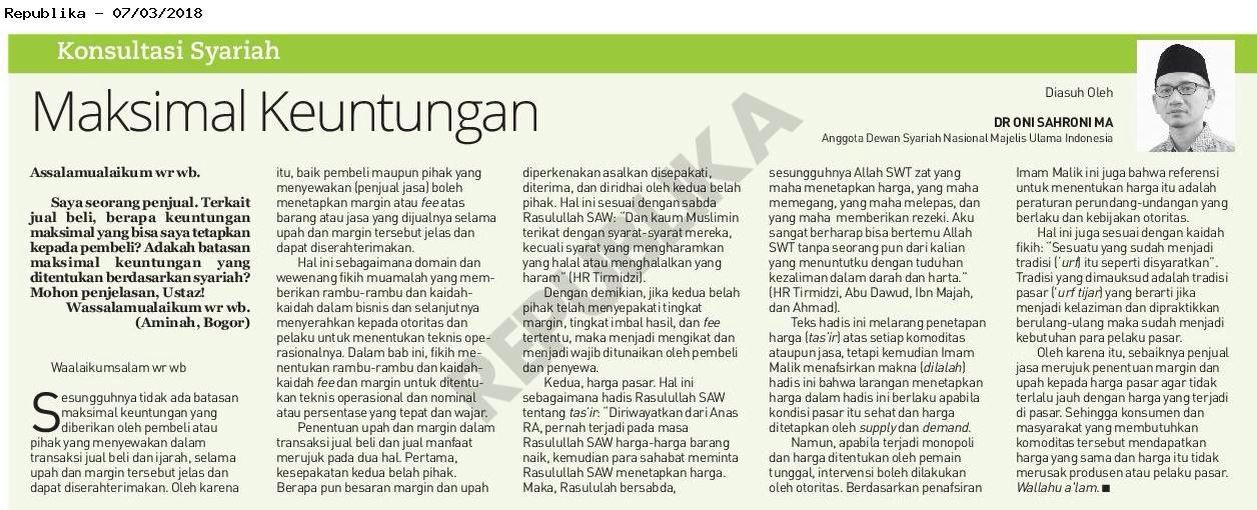 Republika - 07/03/2018
Konsultasi Syariah
Maksimal Keuntungan
Diasuh Oleh
DR ONI SAHRONI MA
Anggota Dewan Syariah Nasional Majelis Ulama Indonesia
Assalamualaikum wr wb.
Saya seorang penjual. Terkait
jual beli, berapa keuntungan
maksimal yang bisa saya tetapkan
kepada pembeli? Adakah batasan
maksimal keuntungan yang
ditentukan berdasarkan syariah?
Mohon penjelasan, Ustaz!
Wassalamualaikum wr wb.
(Aminah, Bogor)
Waalaikumsalam wr wb
Sesungguhnya tidak ada batasan
maksimal keuntungan yang
diberikan oleh pembeli atau
pihak yang menyewakan dalam
transaksi jual beli dan ijarah, selama
upah dan margin tersebut jelas dan
dapat diserahterimakan. Oleh karena
itu, baik pembeli maupun pihak yang
menyewakan (penjual jasa) boleh
menetapkan margin atau fee atas
barang atau jasa yang dijualnya selama
upah dan margin tersebut jelas dan
dapat diserahterimakan.
Hal ini sebagaimana domain dan
wewenang fikih muamalah yang mem-
berikan rambu-rambu dan kaidah-
kaidah dalam bisnis dan selanjutnya
menyerahkan kepada otoritas dan
pelaku untuk menentukan teknis ope-
rasionalnya. Dalam bab ini, fikih me-
nentukan rambu-rambu dan kaidah-
kaidah fee dan margin untuk ditentu-
kan teknis operasional dan nominal
atau persentase yang tepat dan wajar.
Penentuan upah dan margin dalam
transaksi jual beli dan jual manfaat
merujuk pada dua hal. Pertama,
kesepakatan kedua belah pihak.
Berapa pun besaran margin dan upah
diperkenakan asalkan disepakati,
diterima, dan diridhai oleh kedua belah
pihak. Hal ini sesuai dengan sabda
Rasulullah SAW: "Dan kaum Muslimin
terikat dengan syarat-syarat mereka,
kecuali syarat yang mengharamkan
yang halal atau menghalalkan yang
haram" (HR Tirmidzi).
Dengan demikian, jika kedua belah
pihak telah menyepakati tingkat
margin, tingkat imbal hasil, dan fee
tertentu, maka menjadi mengikat dan
menjadi wajib ditunaikan oleh pembeli
dan penyewa.
Kedua, harga pasar. Hal ini
sebagaimana hadis Rasulullah SAW
tentang tas'ir: "Diriwayatkan dari Anas
RA, pernah terjadi pada masa
Rasulullah SAW harga-harga barang
naik, kemudian para sahabat meminta
Rasulullah SAW menetapkan harga.
Maka, Rasululah bersabda,
sesungguhnya Allah SWT zat yang
maha menetapkan harga, yang maha
memegang, yang maha melepas, dan
yang maha memberikan rezeki. Aku
sangat berharap bisa bertemu Allah
SWT tanpa seorang pun dari kalian
yang menuntutku dengan tuduhan
kezaliman dalam darah dan harta."
(HR Tirmidzi, Abu Dawud, Ibn Majah,
dan Ahmad).
Teks hadis ini melarang penetapan
harga (tas'ir) atas setiap komoditas
ataupun jasa, tetapi kemudian Imam
Malik menafsirkan makna (dilalah)
hadis ini bahwa larangan menetapkan
harga dalam hadis ini berlaku apabila
kondisi pasar itu sehat dan harga
ditetapkan oleh supply dan demand.
Namun, apabila terjadi monopoli
dan harga ditentukan oleh pemain
tunggal, intervensi boleh dilakukan
oleh otoritas. Berdasarkan penafsiran
Imam Malik ini juga bahwa referensi
untuk menentukan harga itu adalah
peraturan perundang-undangan yang
berlaku dan kebijakan otoritas.
Hal ini juga sesuai dengan kaidah
fikih: "Sesuatu yang sudah menjadi
tradisi ('urf) itu seperti disyaratkan".
Tradisi yang dimaksud adalah tradisi
pasar ('urf tijari) yang berarti jika
menjadi kelaziman dan dipraktikkan
berulang-ulang maka sudah menjadi
kebutuhan para pelaku pasar.
Oleh karena itu, sebaiknya penjual
jasa merujuk penentuan margin dan
upah kepada harga pasar agar tidak
terlalu jauh dengan harga yang terjadi
di pasar. Sehingga konsumen dan
masyarakat yang membutuhkan
komoditas tersebut mendapatkan
harga yang sama dan harga itu tidak
merusak produsen atau pelaku pasar.
Wallahu a'lam. ■
REPUBLIKA